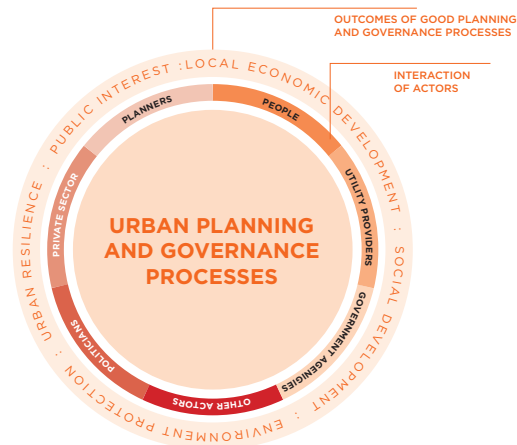 OUTCOMES OF GOOD PLANNING
AND GOVERNANCE PROCESSES
INTERACTION
OF ACTORS
PUBLIC INTEREST : LOCAL ECONOMIC DEVELOPMENT : SOCIAL DEVELOPMENT : ENVIRONMENT PROTECTION : URBAN RESILIENCE :
PLANNERS
PEOPLE
UTILITY PROVIDERS
GOVERNMENT AGENIGIES
OTHER ACTORS
POLITICIANS
PRIVATE SECTOR
URBAN PLANNING
AND GOVERNANCE
PROCESSES